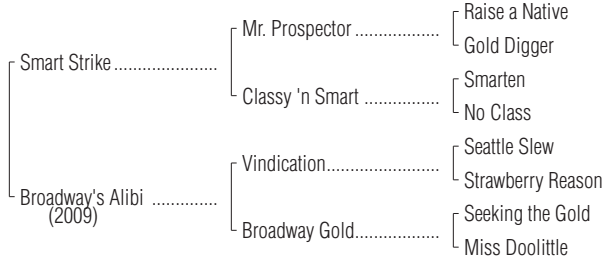 Raise a Native
Mr. Prospector ..................
Gold Digger
Smart Strike ......................
Smarten
Classy 'n Smart ................
No Class
Seattle Slew
Vindication........................
Strawberry Reason
Broadway's Alibi ..............
(2009)
Seeking the Gold
Broadway Gold..................
Miss Doolittle